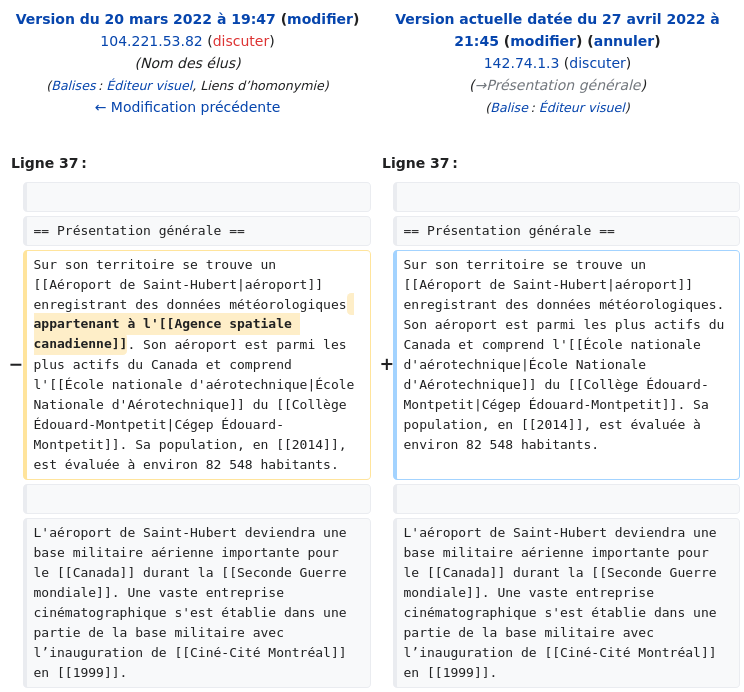 Version du 20 mars 2022 à 19:47 (modifier)
104.221.53.82 (discuter)
(Nom des élus)
(Balises : Éditeur visuel, Liens d’homonymie)
← Modification précédente
Version actuelle datée du 27 avril 2022 à
21:45 (modifier) (annuler)
142.74.1.3 (discuter)
(→Présentation générale)
(Balise : Éditeur visuel)
Ligne 37 :
Ligne 37 :
== Présentation générale ==
== Présentation générale ==
−
Sur son territoire se trouve un
[[Aéroport de Saint-Hubert|aéroport]]
enregistrant des données météorologiques
appartenant à l'[[Agence spatiale
canadienne]]. Son aéroport est parmi les
plus actifs du Canada et comprend
l'[[École nationale d'aérotechnique|École
Nationale d'Aérotechnique]] du [[Collège
Édouard-Montpetit|Cégep Édouard-
Montpetit]]. Sa population, en [[2014]],
est évaluée à environ 82 548 habitants.
+
Sur son territoire se trouve un
[[Aéroport de Saint-Hubert|aéroport]]
enregistrant des données météorologiques.
Son aéroport est parmi les plus actifs du
Canada et comprend l'[[École nationale
d'aérotechnique|École Nationale
d'Aérotechnique]] du [[Collège Édouard-
Montpetit|Cégep Édouard-Montpetit]]. Sa
population, en [[2014]], est évaluée à
environ 82 548 habitants.
L'aéroport de Saint-Hubert deviendra une
base militaire aérienne importante pour
le [[Canada]] durant la [[Seconde Guerre
mondiale]]. Une vaste entreprise
cinématographique s'est établie dans une
partie de la base militaire avec
l’inauguration de [[Ciné-Cité Montréal]]
en [[1999]].
L'aéroport de Saint-Hubert deviendra une
base militaire aérienne importante pour
le [[Canada]] durant la [[Seconde Guerre
mondiale]]. Une vaste entreprise
cinématographique s'est établie dans une
partie de la base militaire avec
l’inauguration de [[Ciné-Cité Montréal]]
en [[1999]].